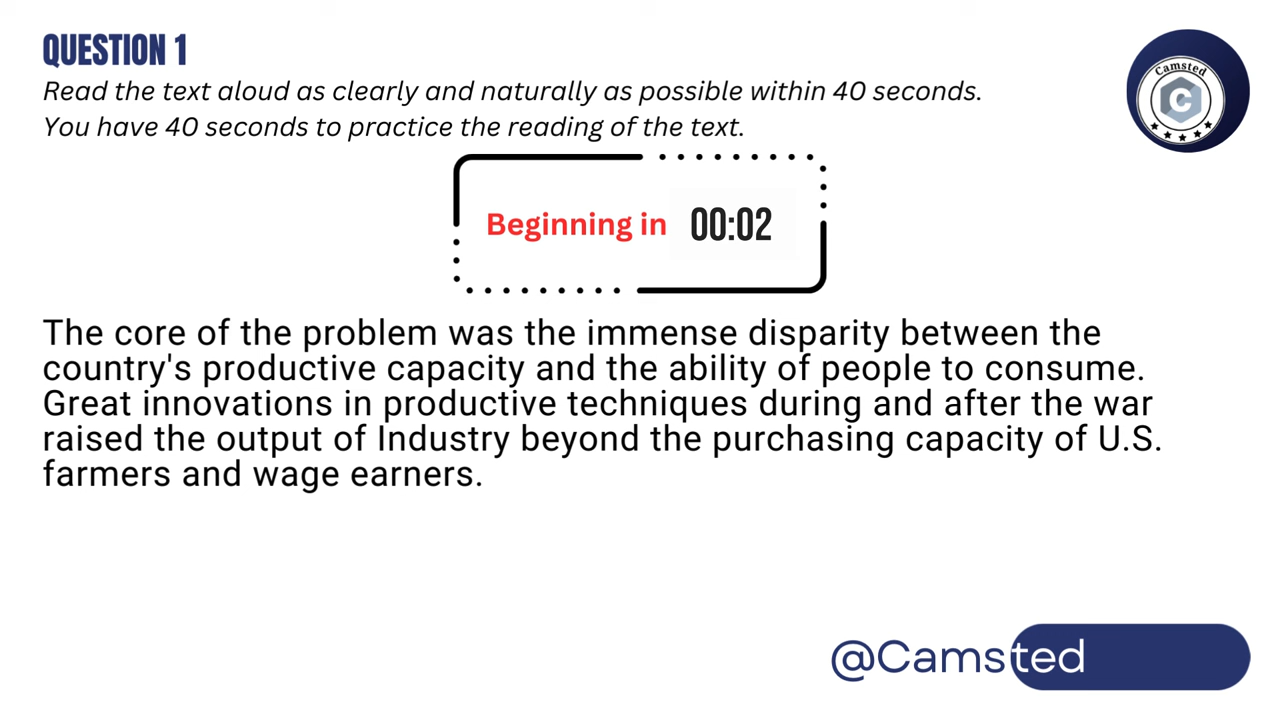 QUESTION 1
Read the text aloud as clearly and naturally as possible within 40 seconds.
You have 40 seconds to practice the reading of the text.
Camsted
C
Beginning in 00:02
The core of the problem was the immense disparity between the
country's productive capacity and the ability of people to consume.
Great innovations in productive techniques during and after the war
raised the output of Industry beyond the purchasing capacity of U.S.
farmers and wage earners.
@Camsted